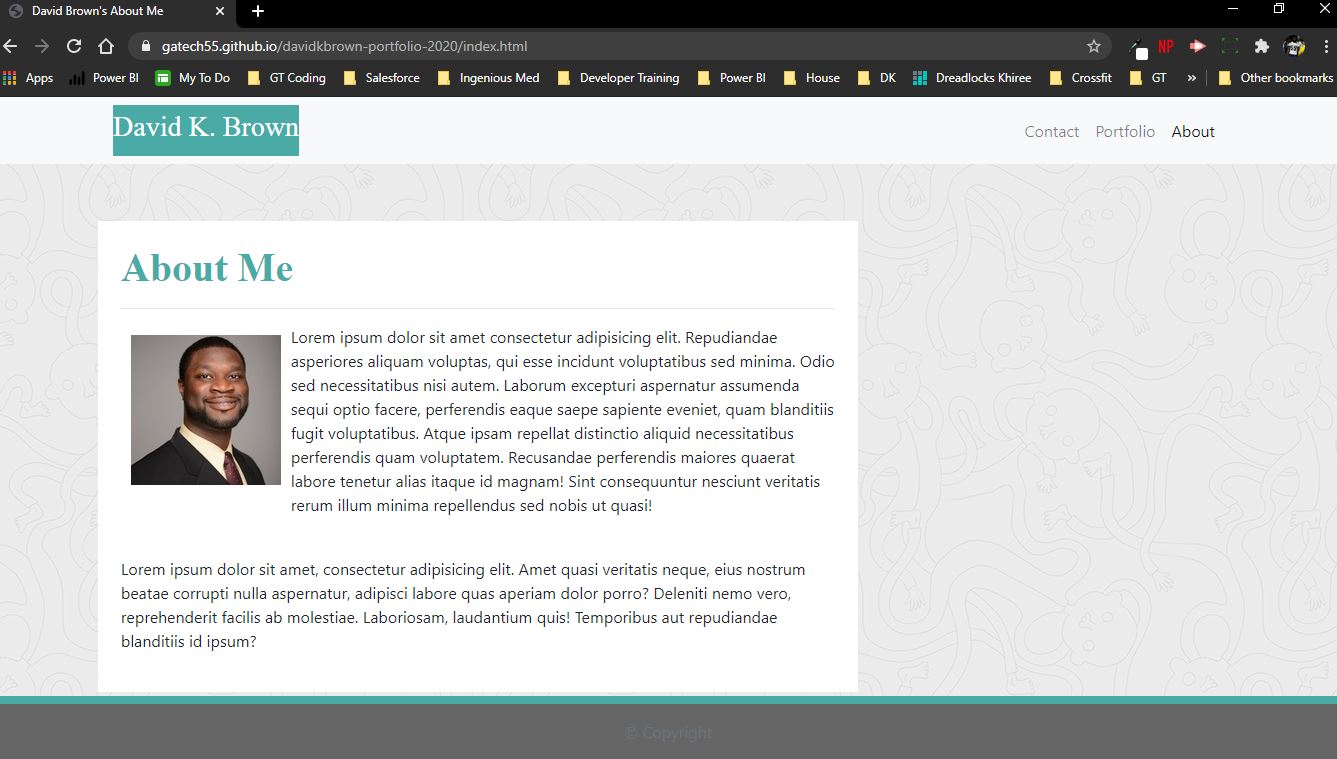 David Brown's About Me
gatech55.github.io/davidkbrown-portfolio-2020/index.html
NP
Apps Power BI My To Do GT Coding Salesforce Ingenious Med Developer Training Power BI House DK Dreadlocks Khiree Crossfit GT » Other bookmarks
David K. Brown
Contact Portfolio About
About Me
Lorem ipsum dolor sit amet consectetur adipisicing elit. Repudiandae
asperiores aliquam voluptas, qui esse incidunt voluptatibus sed minima. Odio
sed necessitatibus nisi autem. Laborum excepturi aspernatur assumenda
sequi optio facere, perferendis eaque saepe sapiente eveniet, quam blanditiis
fugit voluptatibus. Atque ipsam repellat distinctio aliquid necessitatibus
perferendis quam voluptatem. Recusandae perferendis maiores quaerat
labore tenetur alias itaque id magnam! Sint consequuntur nesciunt veritatis
rerum illum minima repellendus sed nobis ut quasi!
Lorem ipsum dolor sit amet, consectetur adipisicing elit. Amet quasi veritatis neque, eius nostrum
beatae corrupti nulla aspernatur, adipisci labore quas aperiam dolor porro? Deleniti nemo vero,
reprehenderit facilis ab molestiae. Laboriosam, laudantium quis! Temporibus aut repudiandae
blanditiis id ipsum?
© Copyright